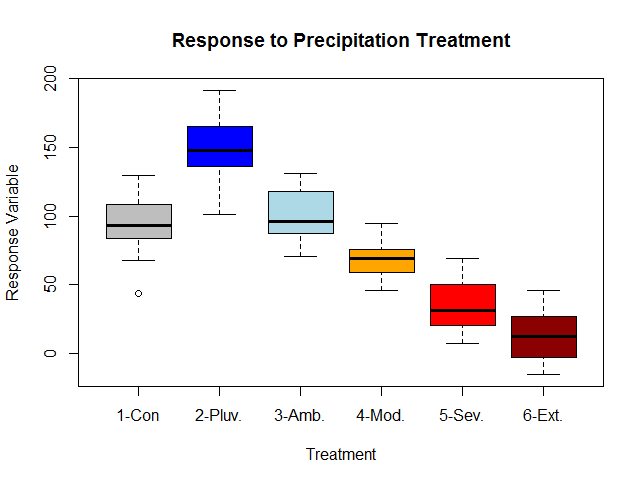 Response to Precipitation Treatment
Response Variable
200
150
100
50
0
1-Con 2-Pluv. 3-Amb. 4-Mod. 5-Sev. 6-Ext.
Treatment